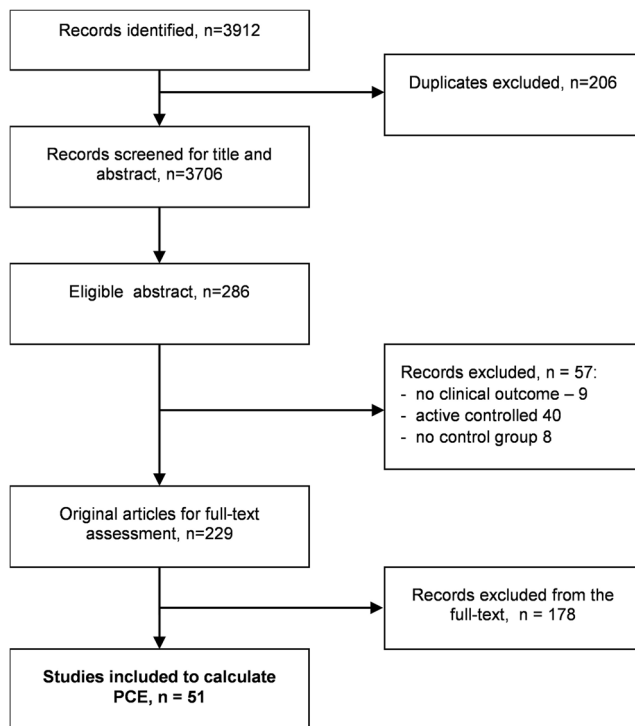 Records identified, n=3912
Duplicates excluded, n=206
Records screened for title and
abstract, n=3706
Eligible abstract, n=286
Records excluded, n = 57:
- no clinical outcome – 9
- active controlled 40
- no control group 8
Original articles for full-text
assessment, n=229
Records excluded from the
full-text, n = 178
Studies included to calculate
PCE, n = 51